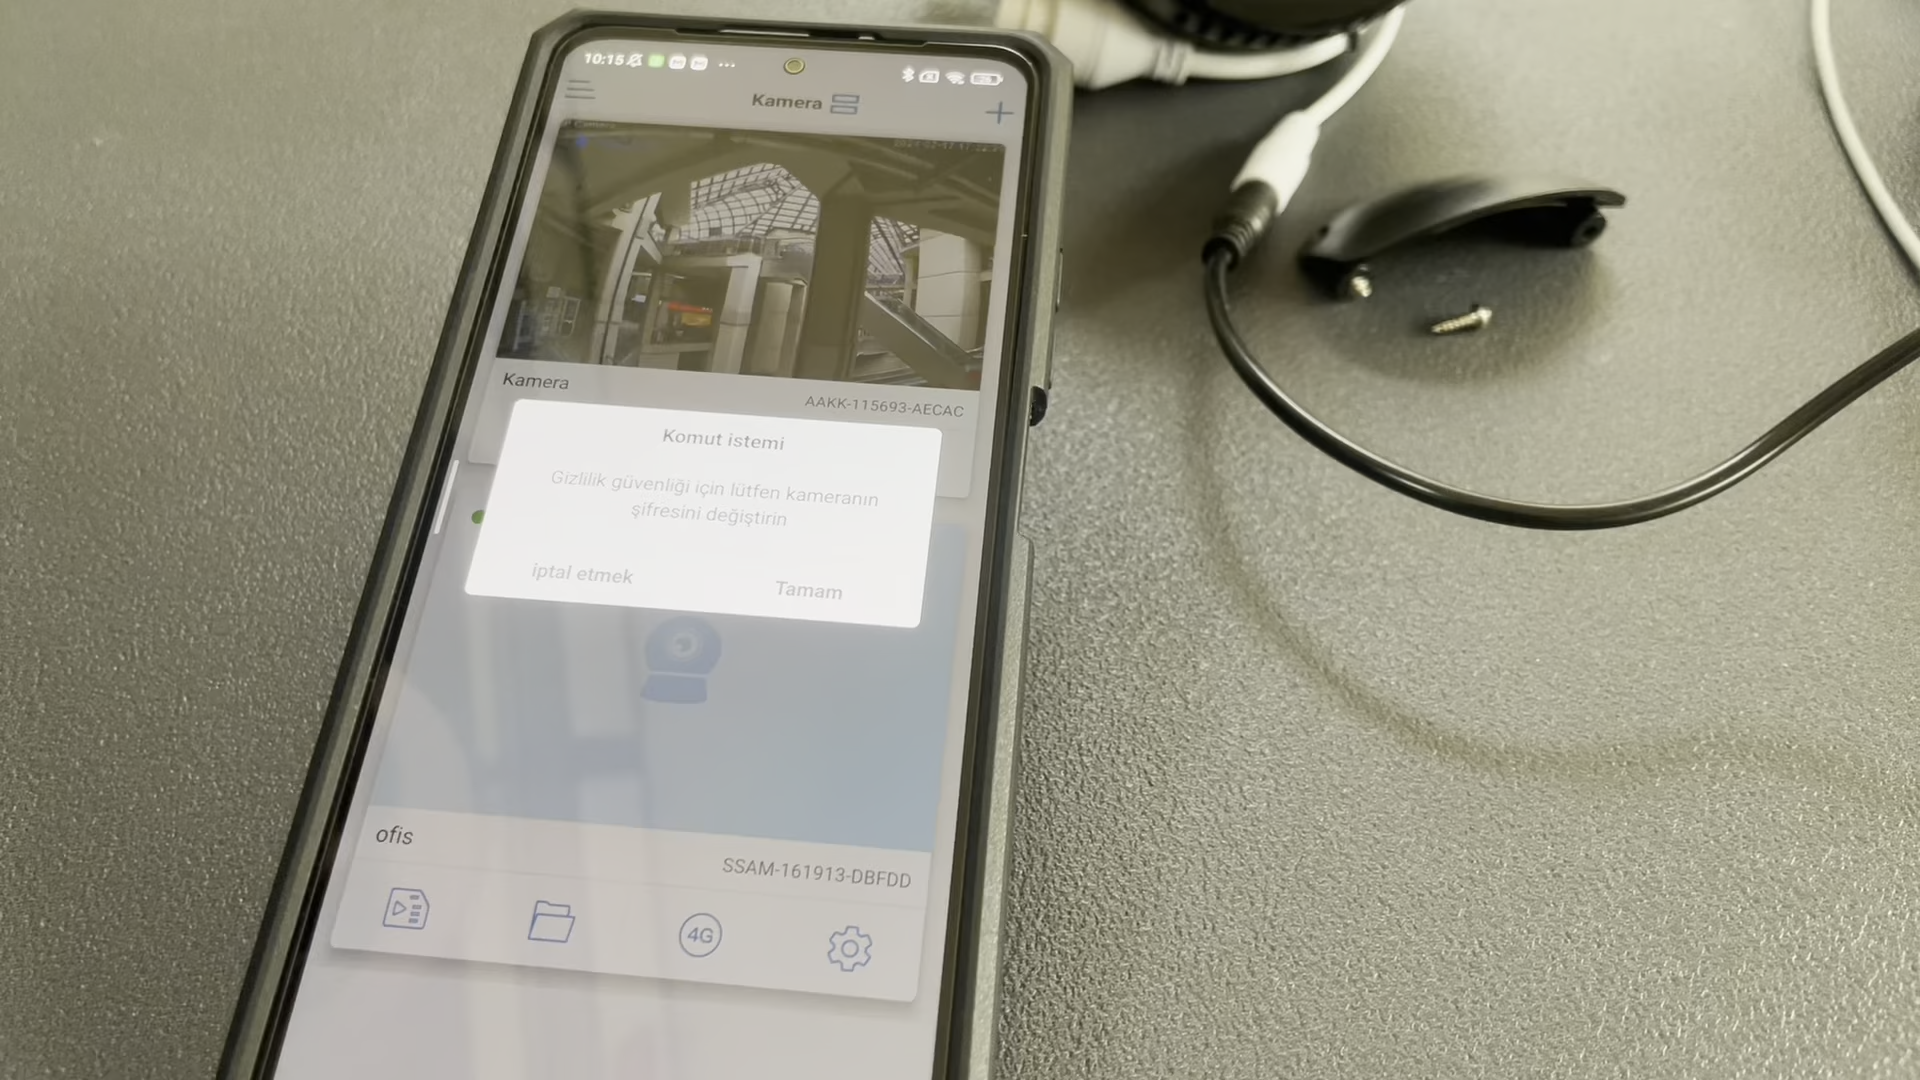 10:15
Kamera
Kamera
AAKK-115693-AECAC
Komut istemi
Gizlilik güvenliği için lütfen kameranın
şifresini değiştirin
iptal etmek
Tamam
ofis
SSAM-161913-DBFDD
4G